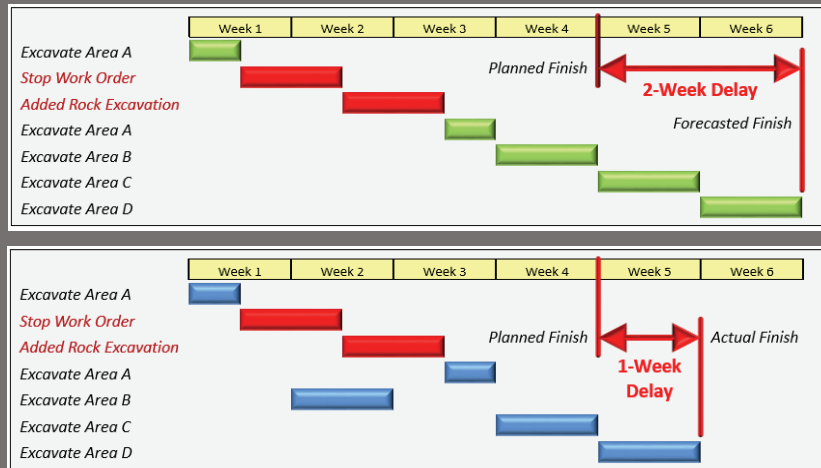 Week 1 Week 2 Week 3 Week 4 Week 5 Week 6
Excavate Area A
Stop Work Order
Planned Finish
2-Week Delay
Added Rock Excavation
Forecasted Finish
Excavate Area A
Excavate Area B
Excavate Area C
Excavate Area D
Week 1 Week 2 Week 3 Week 4 Week 5 Week 6
Excavate Area A
Stop Work Order
Planned Finish
Actual Finish
Added Rock Excavation
1-Week
Delay
Excavate Area A
Excavate Area B
Excavate Area C
Excavate Area D